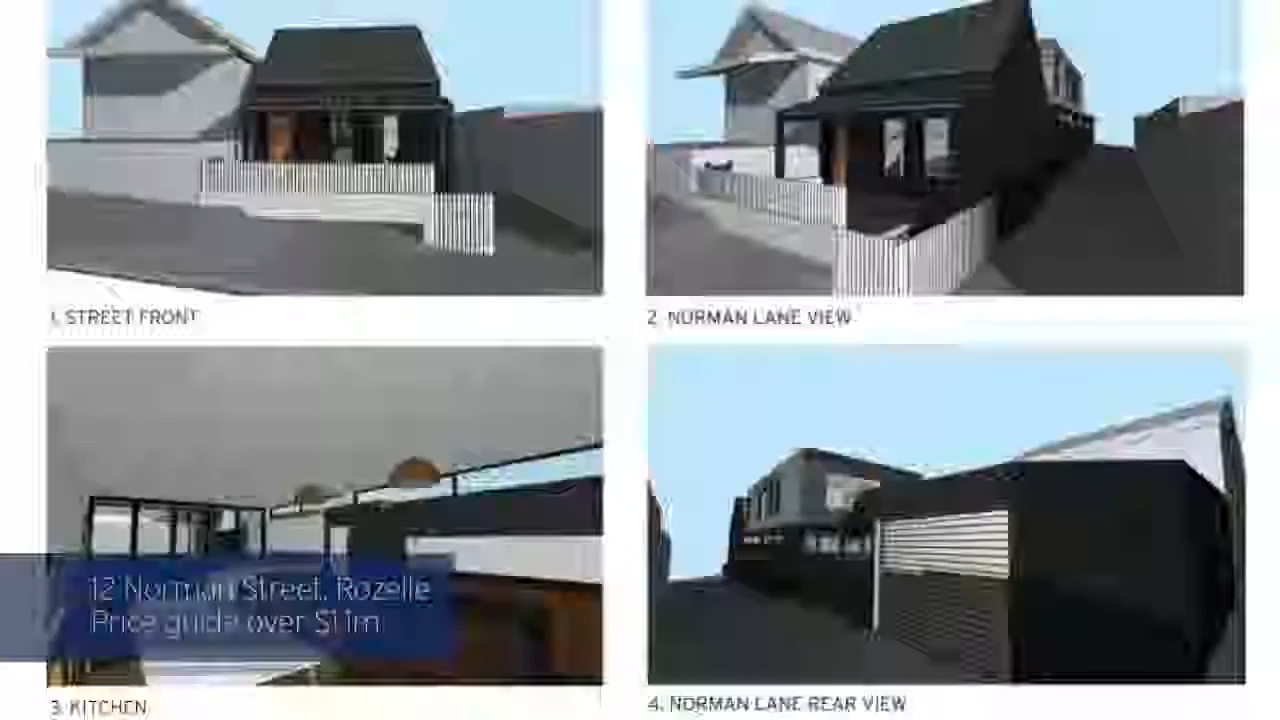 1. STREET FRONT
2. NORMAN LANE VIEW
12 Norman Street, Rozelle
Price guide over $1.1m
3. KITCHEN
4. NORMAN LANE REAR VIEW